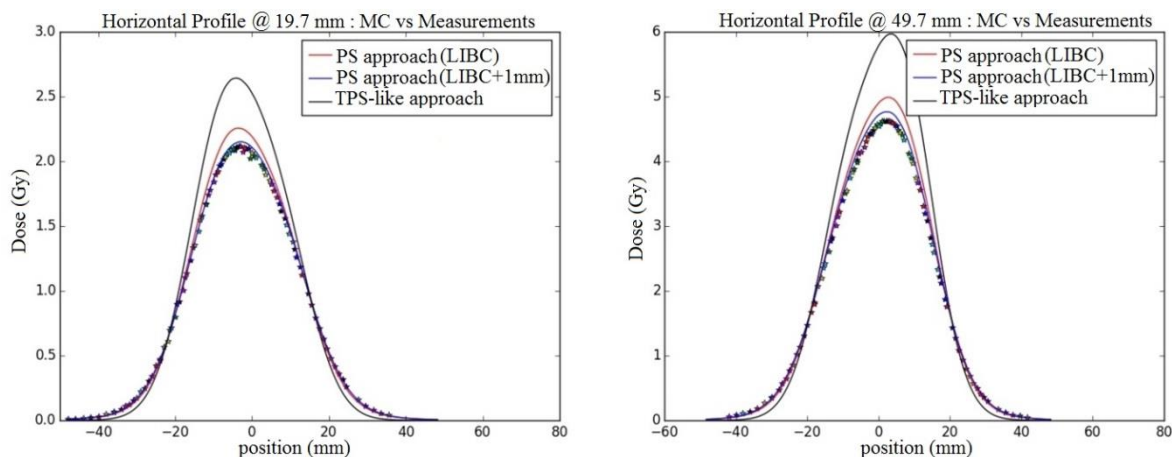 Horizontal Profile @ 19.7 mm : MC vs Measurements
3.0
2.5
2.0
1.5
1.0
0.5
0.0
Dose (Gy)
PS approach (LIBC)
PS approach (LIBC+1mm)
TPS-like approach
−40
−20
0
20
40
60
80
position (mm)
Horizontal Profile @ 49.7 mm : MC vs Measurements
6
5
4
3
2
1
0
Dose (Gy)
PS approach (LIBC)
PS approach (LIBC+1mm)
TPS-like approach
−60
−40
−20
0
20
40
60
80
position (mm)